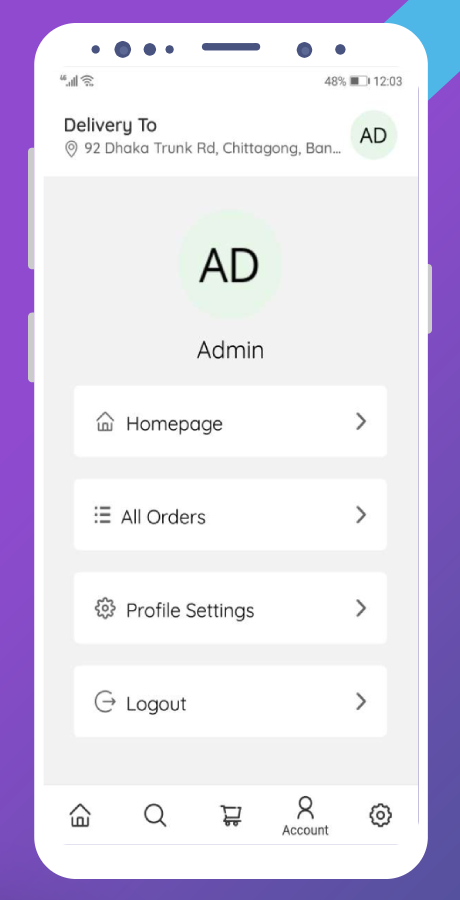 48% 12:03
Delivery To
92 Dhaka Trunk Rd, Chittagong, Ban...
AD
AD
Admin
Homepage
All Orders
Profile Settings
Logout
Account